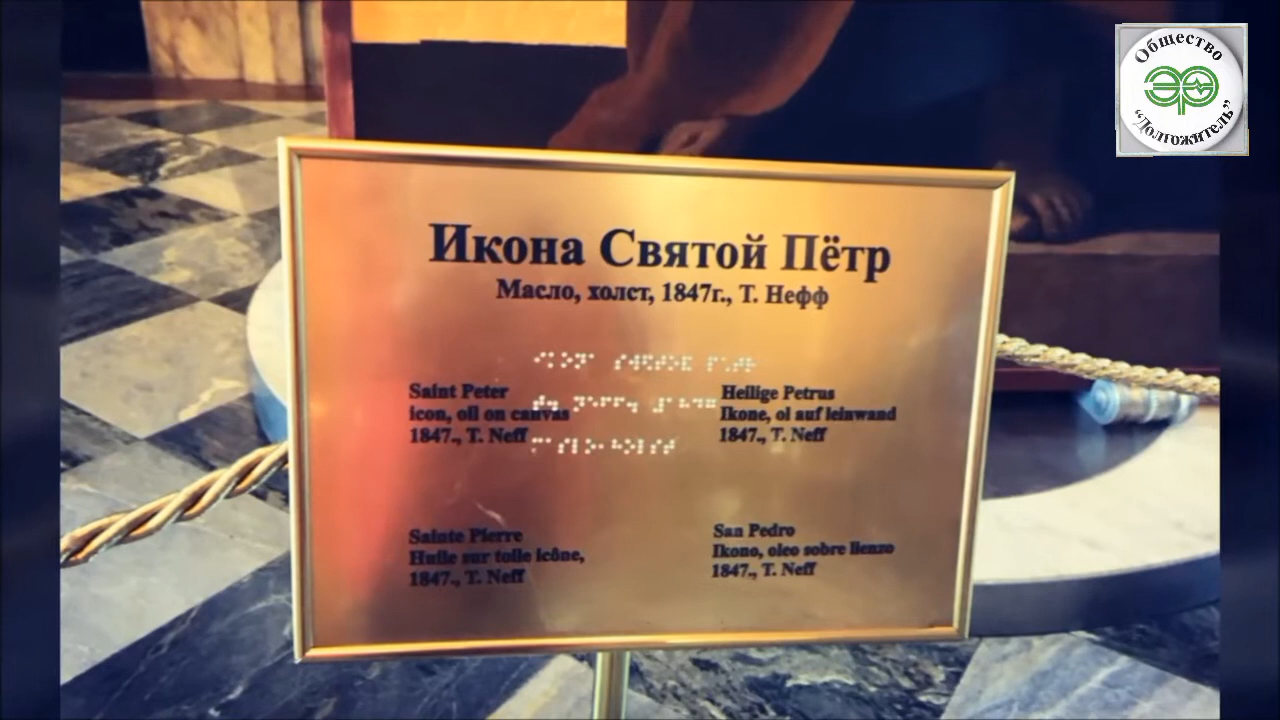 Общество
ЭР
“Долгожитель”
Икона Святой Пётр
Масло, холст, 1847г., Т. Нефф
Saint Peter
icon, oil on canvas
1847., T. Neff
Heilige Petrus
Ikone, ol auf leinwand
1847., T. Neff
Sainte Pierre
Huile sur toile icône,
1847., T. Neff
San Pedro
Ikono, oleo sobre lienzo
1847., T. Neff